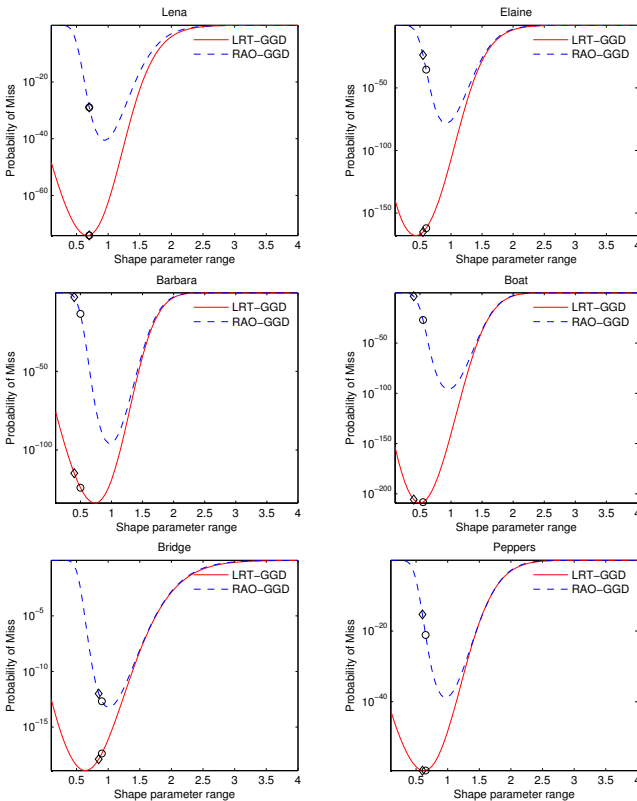 Lena
Probability of Miss
10^-20
10^-40
10^-60
LRT-GGD
RAO-GGD
0.5 1 1.5 2 2.5 3 3.5 4
Shape parameter range
Elaine
Probability of Miss
10^-50
10^-100
10^-150
LRT-GGD
RAO-GGD
0.5 1 1.5 2 2.5 3 3.5 4
Shape parameter range
Barbara
Probability of Miss
10^-50
10^-100
LRT-GGD
RAO-GGD
0.5 1 1.5 2 2.5 3 3.5 4
Shape parameter range
Boat
Probability of Miss
10^-50
10^-100
10^-150
10^-200
LRT-GGD
RAO-GGD
0.5 1 1.5 2 2.5 3 3.5 4
Shape parameter range
Bridge
Probability of Miss
10^-5
10^-10
10^-15
LRT-GGD
RAO-GGD
0.5 1 1.5 2 2.5 3 3.5 4
Shape parameter range
Peppers
Probability of Miss
10^-20
10^-40
LRT-GGD
RAO-GGD
0.5 1 1.5 2 2.5 3 3.5 4
Shape parameter range